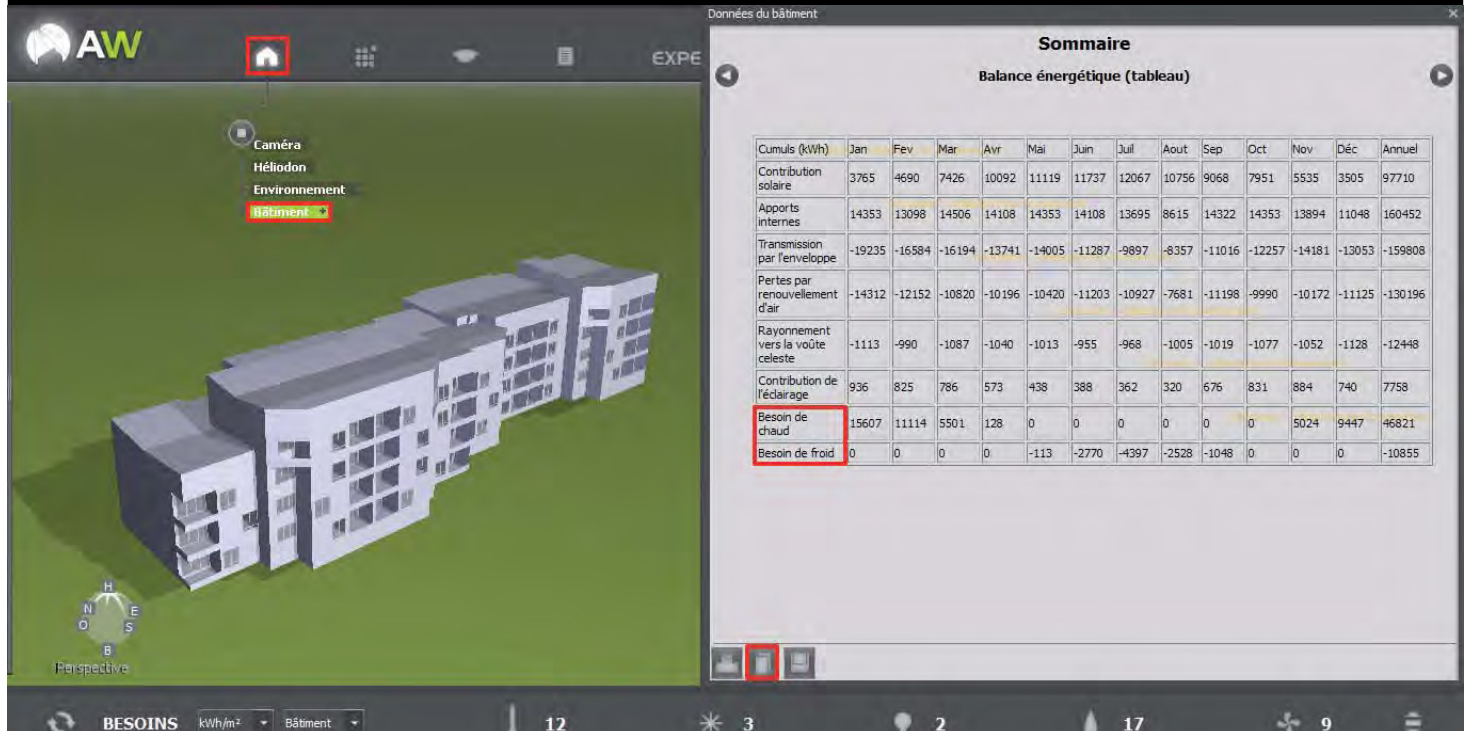 Données du bâtiment
AW
EXPE
Caméra
Héliodon
Environnement
Bâtiment +
H
N E
O S
B
Perspective
Sommaire
Balance énergétique (tableau)
Cumuls (kWh) Jan Fev Mar Avr Mai Juin Juil Aout Sep Oct Nov Déc Annuel
Contribution solaire 3765 4690 7426 10092 11119 11737 12067 10756 9068 7951 5535 3505 97710
Apports internes 14353 13098 14506 14108 14353 14108 13695 8615 14322 14353 13894 11048 160452
Transmission par l'enveloppe -19235 -16584 -16194 -13741 -14005 -11287 -9897 -8357 -11016 -12257 -14181 -13053 -159808
Pertes par renouvellement d'air -14312 -12152 -10820 -10196 -10420 -11203 -10927 -7681 -11198 -9990 -10172 -11125 -130196
Rayonnement vers la voûte celeste -1113 -990 -1087 -1040 -1013 -955 -968 -1005 -1019 -1077 -1052 -1128 -12448
Contribution de l'éclairage 936 825 786 573 438 388 362 320 676 831 884 740 7758
Besoin de chaud 15607 11114 5501 128 0 0 0 0 0 0 5024 9447 46821
Besoin de froid 0 0 0 0 -113 -2770 -4397 -2528 -1048 0 0 0 -10855
BESOINS kWh/m² Bâtiment 12 3 2 17 9